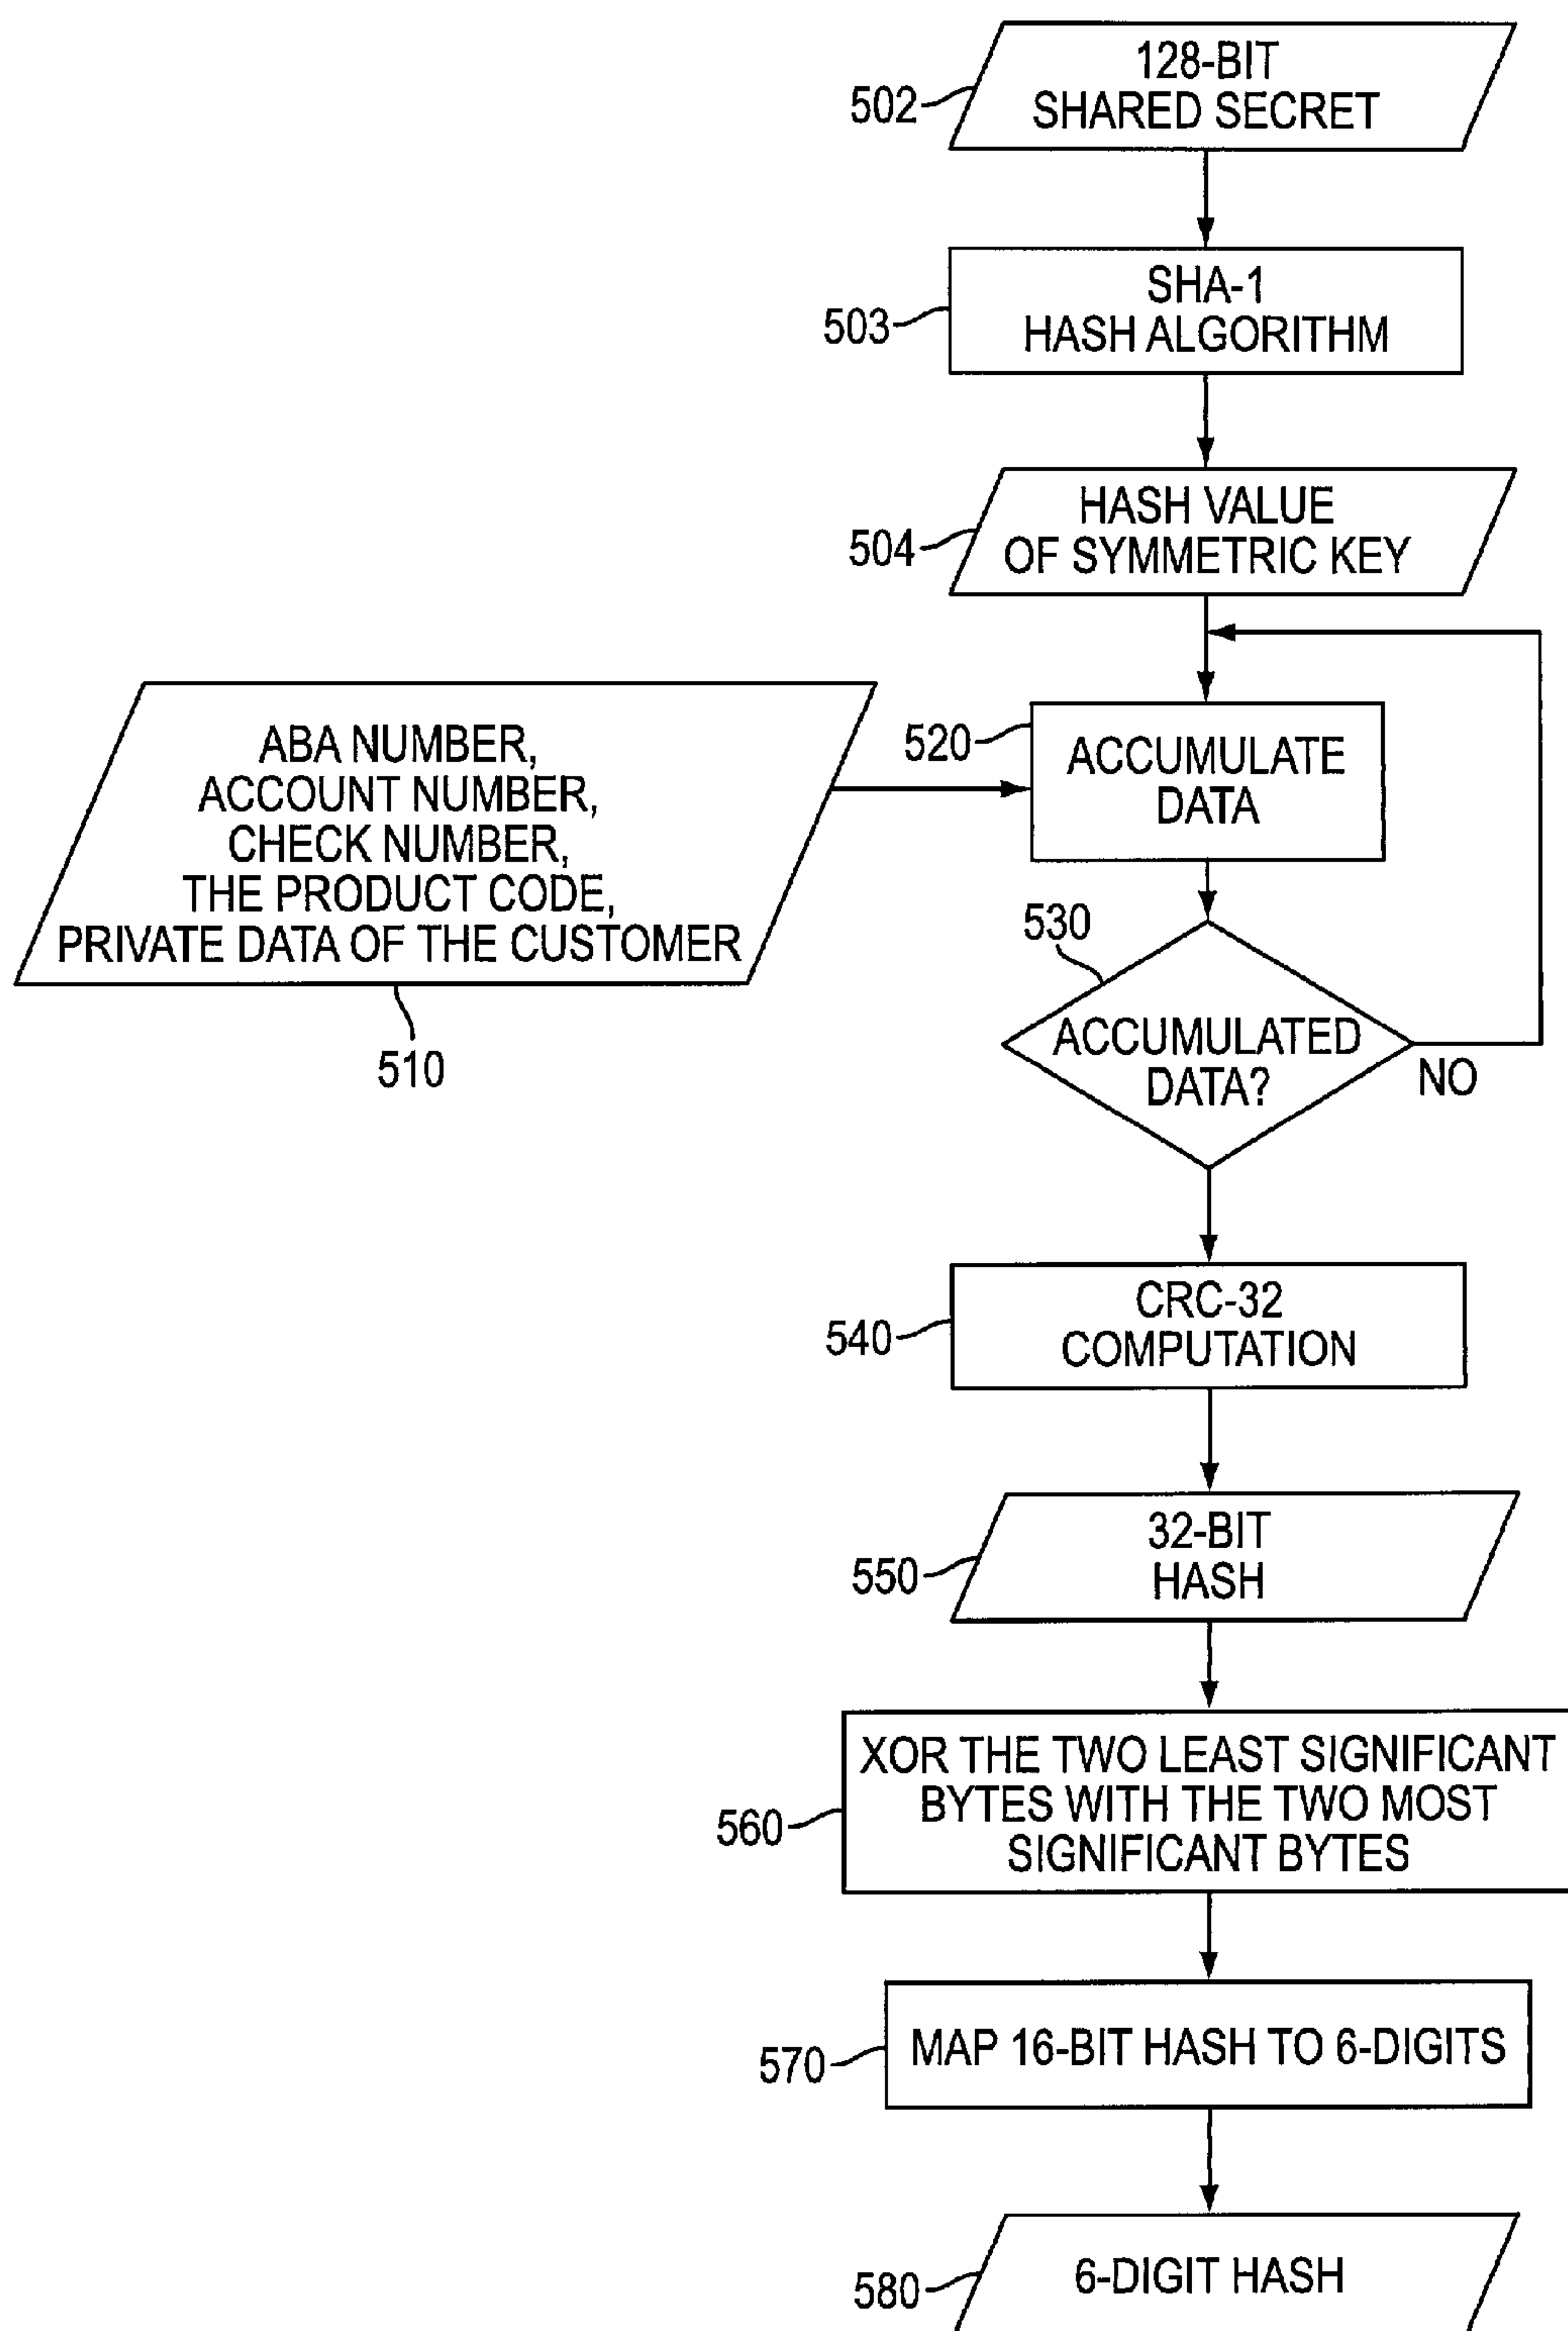 128-BIT
SHARED SECRET
502
SHA-1
HASH ALGORITHM
503
HASH VALUE
OF SYMMETRIC KEY
504
ABA NUMBER,
ACCOUNT NUMBER,
CHECK NUMBER,
THE PRODUCT CODE,
PRIVATE DATA OF THE CUSTOMER
510
520
ACCUMULATE
DATA
530
ACCUMULATED
DATA?
NO
CRC-32
COMPUTATION
540
32-BIT
HASH
550
XOR THE TWO LEAST SIGNIFICANT
BYTES WITH THE TWO MOST
SIGNIFICANT BYTES
560
MAP 16-BIT HASH TO 6-DIGITS
570
6-DIGIT HASH
580